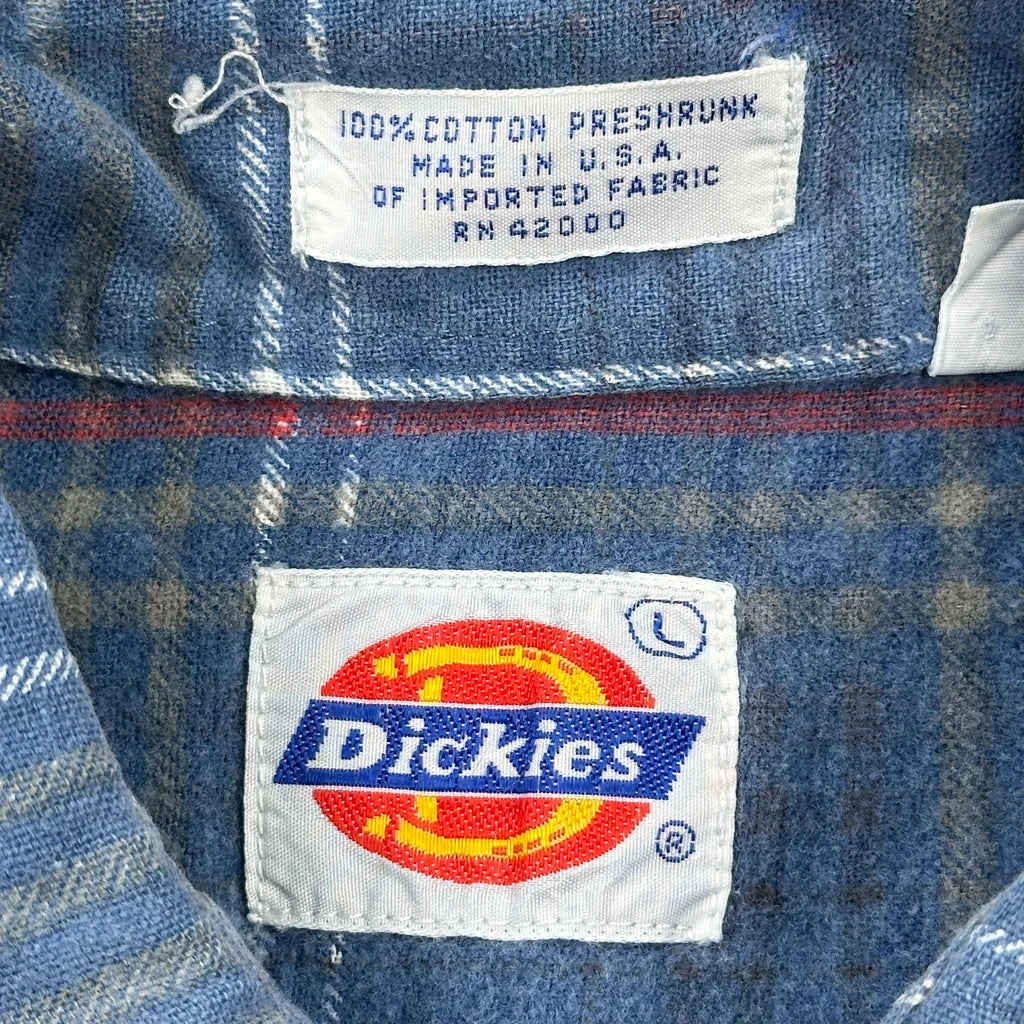 100% COTTON PRESHRUNK
MADE IN U.S.A.
OF IMPORTED FABRIC
RN 42000
L
Dickies
®